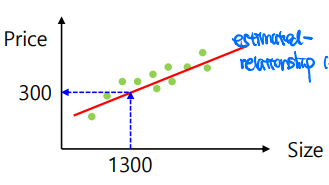 Price
estimated-
relationship (
300
Size
1300